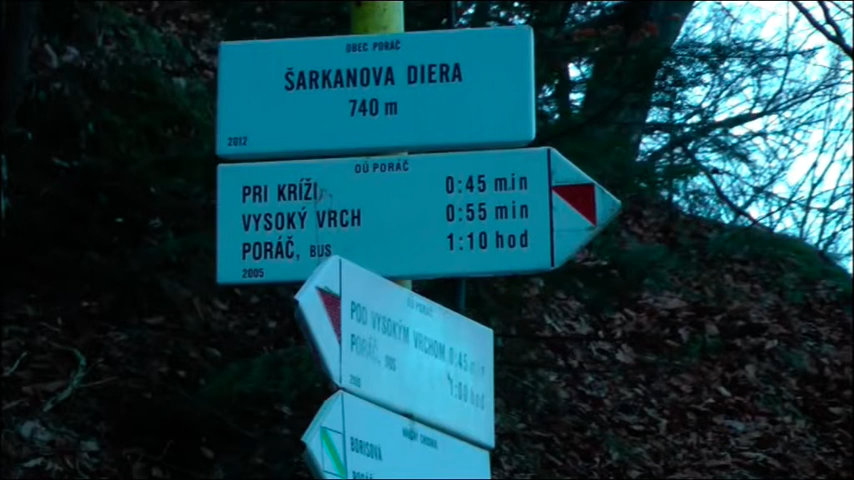 OBEC PORÁČ
ŠARKANOVA DIERA
740 m
2012
OÚ PORÁČ
PRI KRÍŽI 0:45 min
VYSOKÝ VRCH 0:55 min
PORÁČ, BUS 1:10 hod
2005
OÚ PORÁČ
POD VYSOKÝM VRCHOM 0:45 min
PORÁČ, BUS 1:00 hod
BORISOVÁ